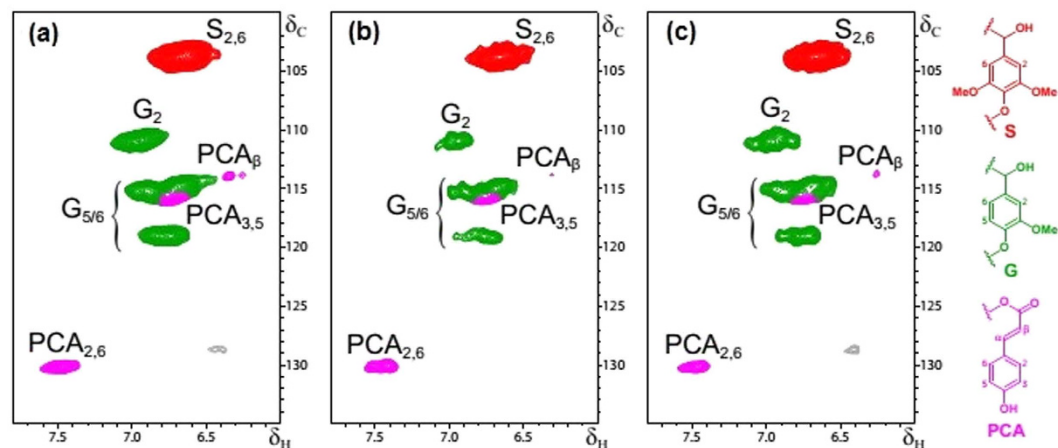 (a)
S2,6
G2
PCAβ
G5/6
PCA3,5
PCA2,6
δC
105
110
115
120
125
130
7.5
7.0
6.5
δH
(b)
S2,6
G2
PCAβ
G5/6
PCA3,5
PCA2,6
δC
105
110
115
120
125
130
7.5
7.0
6.5
δH
(c)
S2,6
G2
PCAβ
G5/6
PCA3,5
PCA2,6
δC
105
110
115
120
125
130
7.5
7.0
6.5
δH
OH
6
2
MeO
OMe
O
S
OH
6
2
5
OMe
O
G
O
O
α
β
6
2
5
3
OH
PCA